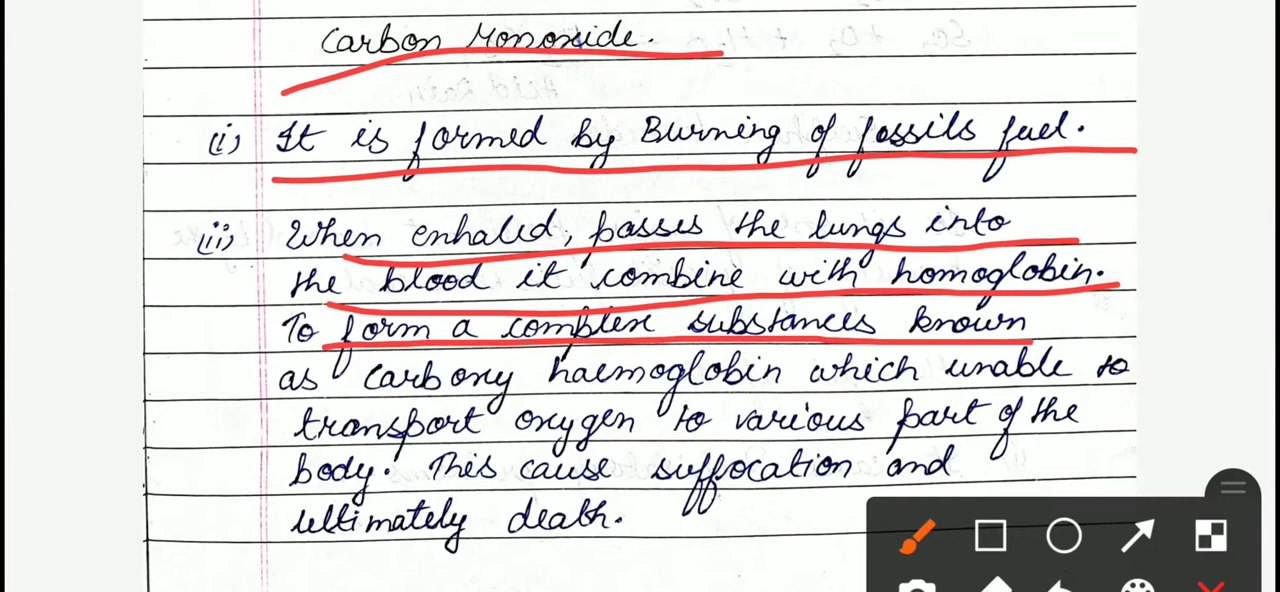 Carbon Monoxide.
(i) It is formed by Burning of fossils fuel.
(ii) When enhaled, passes the lungs into
the blood it combine with homoglobin.
To form a complex substances known
as carboxy haemoglobin which unable to
transport oxygen to various part of the
body. This cause suffocation and
ultimately death.